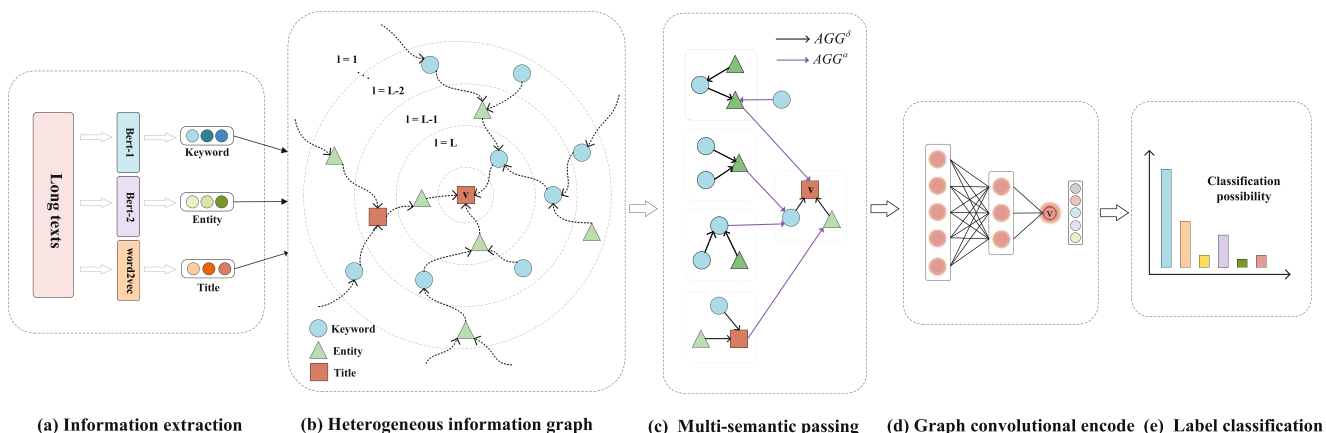 Long texts
Bert-1
Bert-2
word2vec
Keyword
Entity
Title
(a) Information extraction
l = 1
l = L-2
l = L-1
l = L
v
Keyword
Entity
Title
(b) Heterogeneous information graph
AGG^δ
AGG^α
v
(c) Multi-semantic passing
v
(d) Graph convolutional encode
Classification
possibility
(e) Label classification